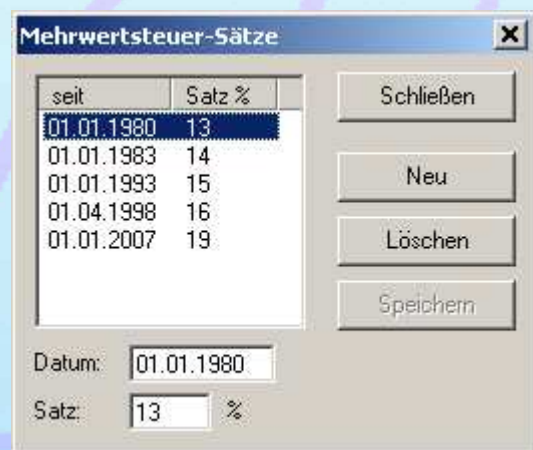 Mehrwertsteuer-Sätze
seit Satz %
01.01.1980 13
01.01.1983 14
01.01.1993 15
01.04.1998 16
01.01.2007 19
Schließen
Neu
Löschen
Speichern
Datum: 01.01.1980
Satz: 13 %